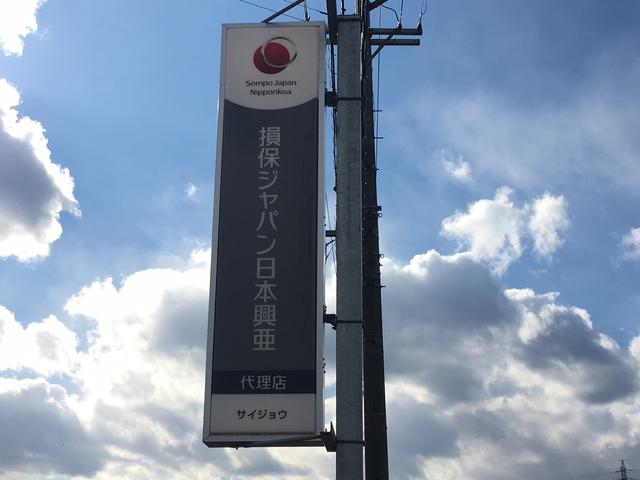 Sompo Japan
Nipponkoa
損保ジャパン日本興亜
代理店
サイジョウ